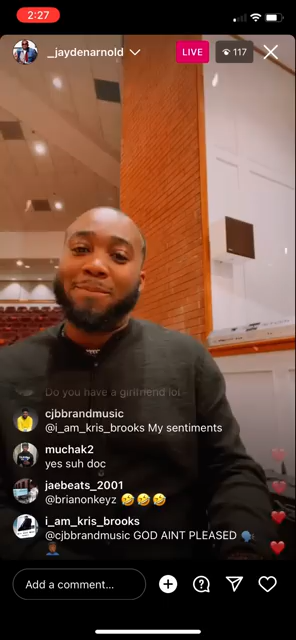 2:27
_jaydenarnold
LIVE
117
Do you have a girlfriend lol
cjbbrandmusic
@i_am_kris_brooks My sentiments
muchak2
yes suh doc
jaebeats_2001
@brianonkeyz 🤣🤣🤣
i_am_kris_brooks
@cjbbrandmusic GOD AINT PLEASED 🗣️
🤦🏾‍♂️
Add a comment...